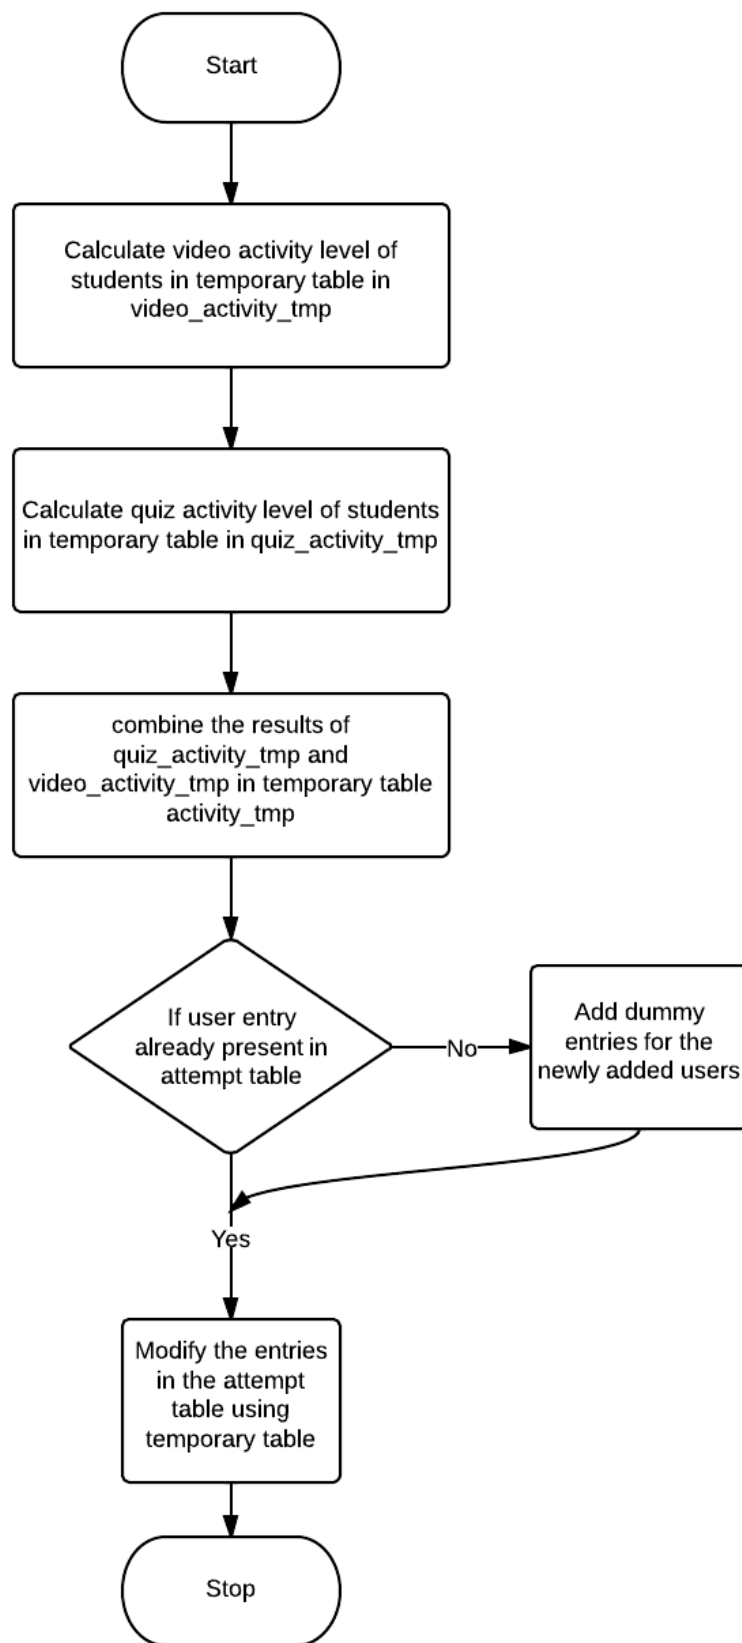 Start
Calculate video activity level of
students in temporary table in
video_activity_tmp
Calculate quiz activity level of students
in temporary table in quiz_activity_tmp
combine the results of
quiz_activity_tmp and
video_activity_tmp in temporary table
activity_tmp
If user entry
already present in
attempt table
No
Add dummy
entries for the
newly added users
Yes
Modify the entries
in the attempt
table using
temporary table
Stop